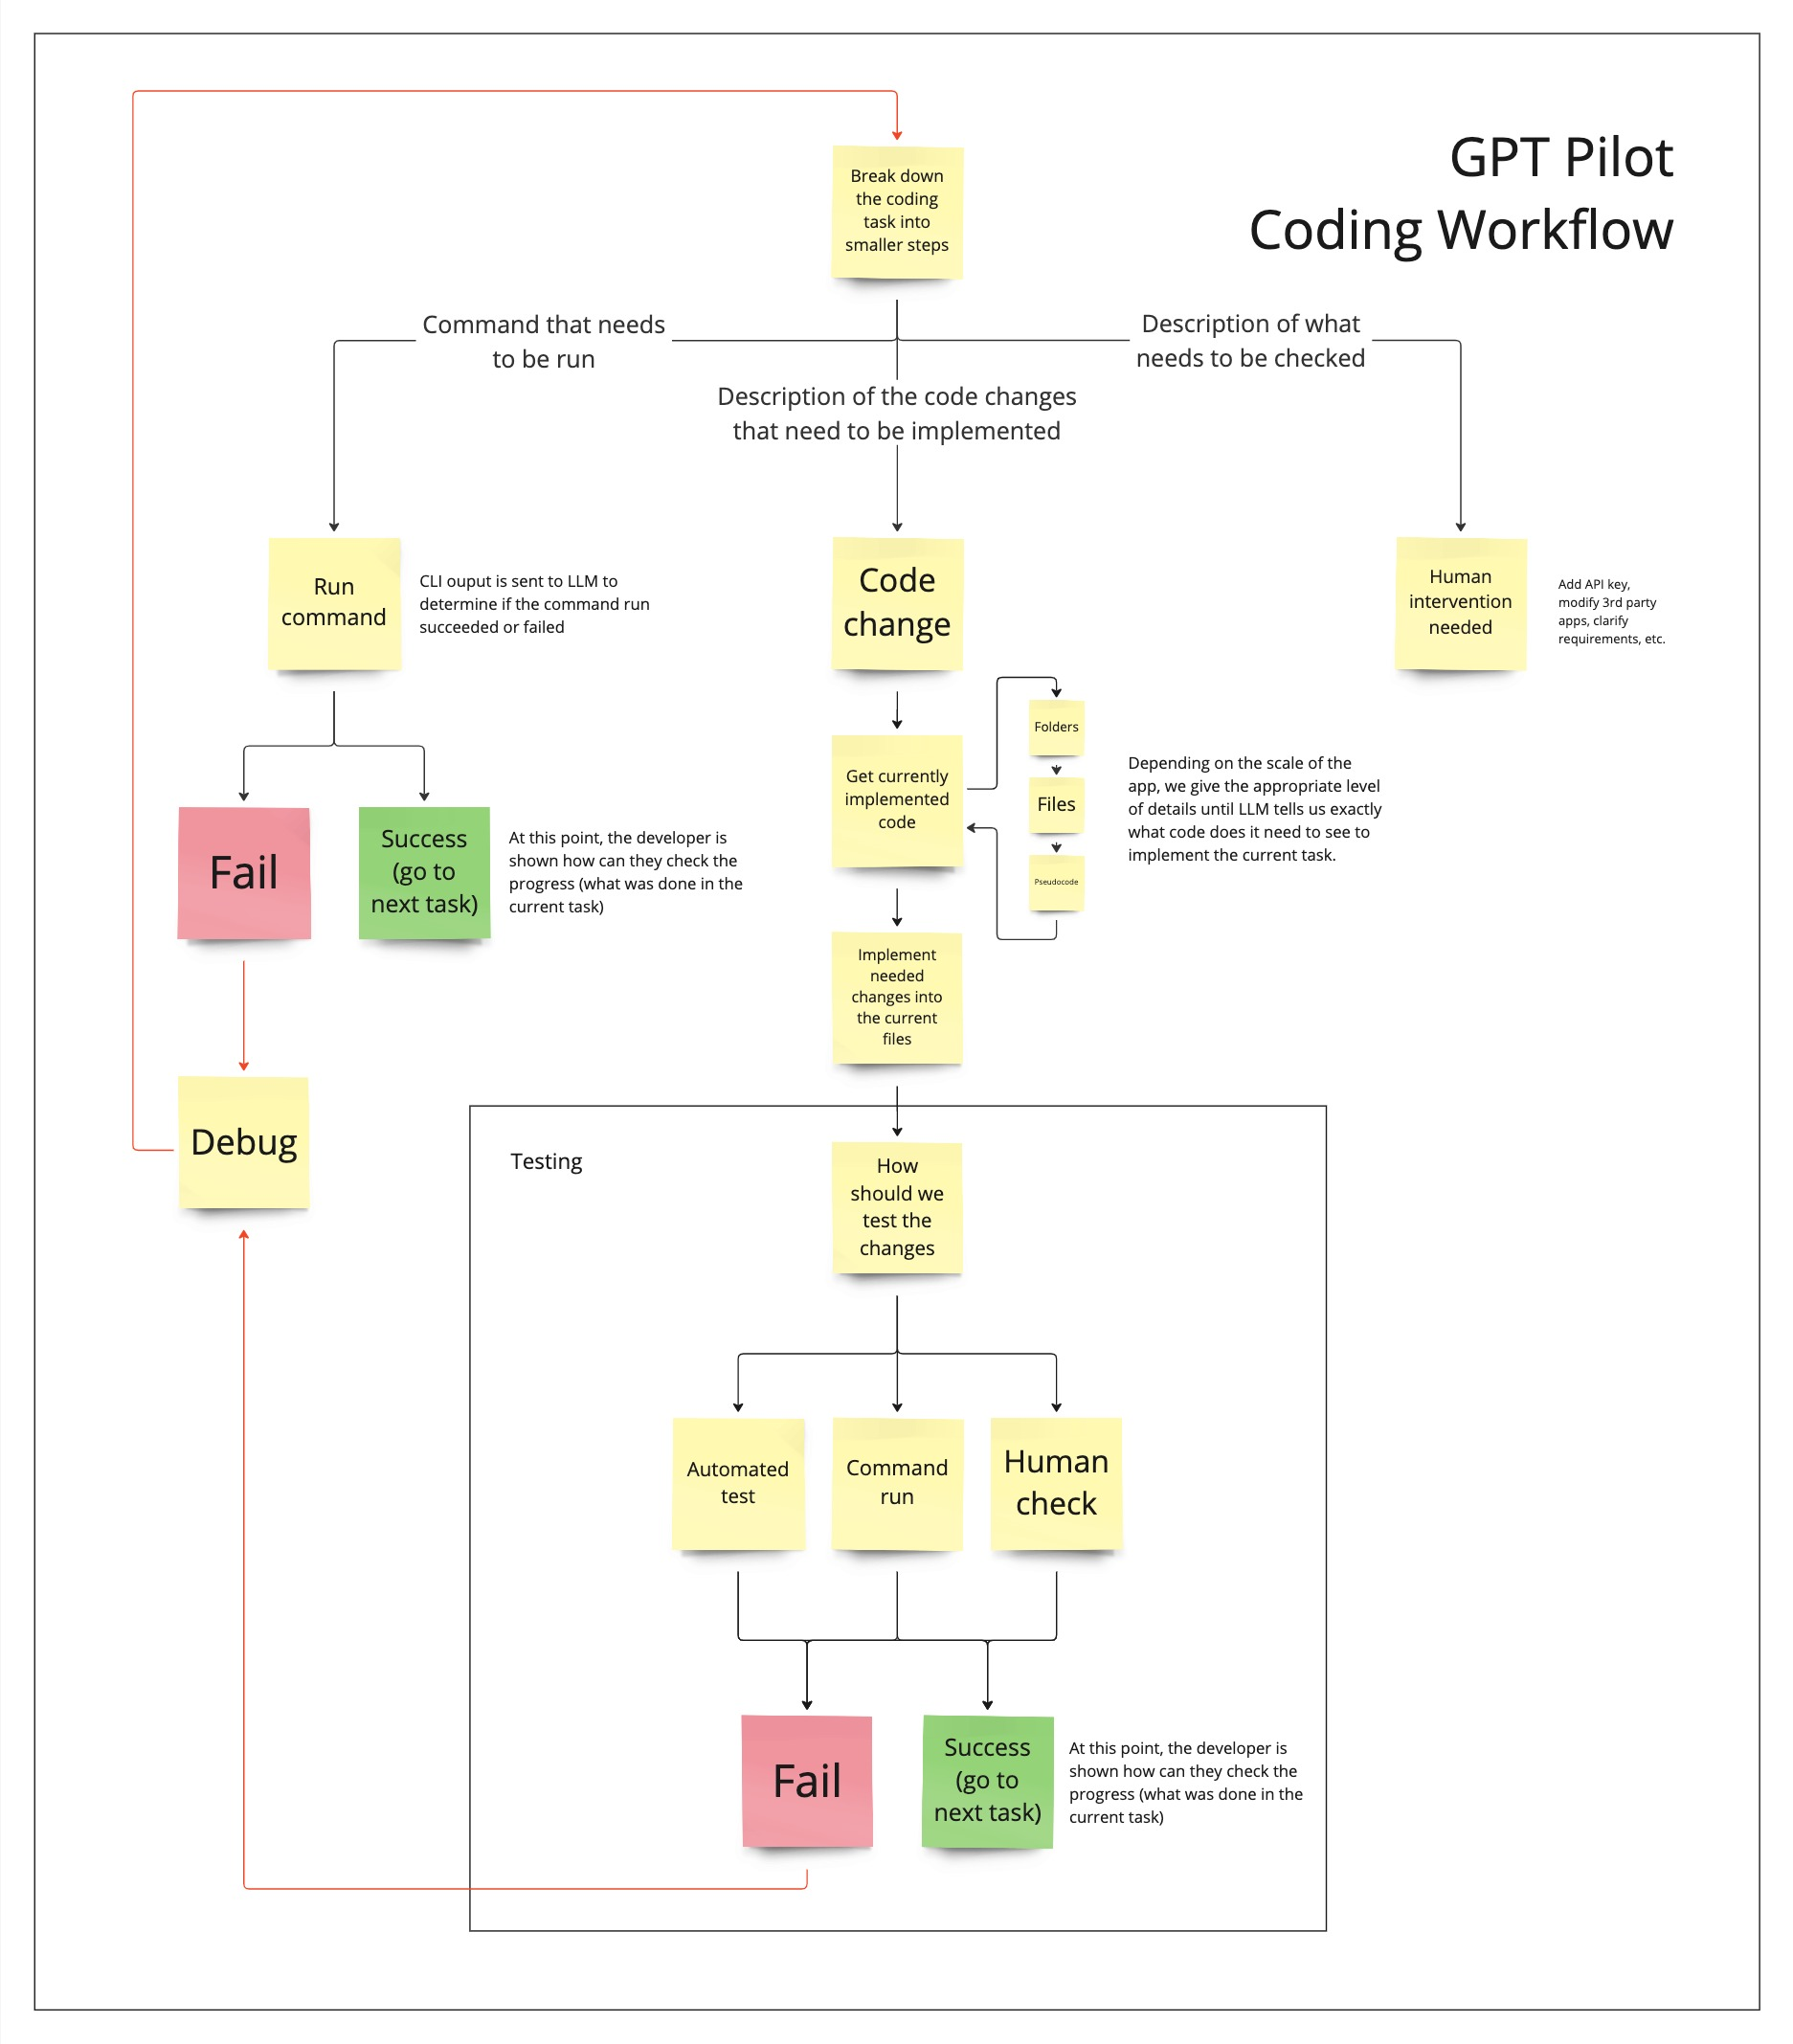 GPT Pilot
Coding Workflow
Break down
the coding
task into
smaller steps
Command that needs
to be run
Description of what
needs to be checked
Description of the code changes
that need to be implemented
Run
command
CLI ouput is sent to LLM to
determine if the command run
succeeded or failed
Code
change
Human
intervention
needed
Add API key,
modify 3rd party
apps, clarify
requirements, etc.
Folders
Files
Pseudocode
Get currently
implemented
code
Depending on the scale of the
app, we give the appropriate level
of details until LLM tells us exactly
what code does it need to see to
implement the current task.
Fail
Success
(go to
next task)
At this point, the developer is
shown how can they check the
progress (what was done in the
current task)
Implement
needed
changes into
the current
files
Debug
Testing
How
should we
test the
changes
Automated
test
Command
run
Human
check
Fail
Success
(go to
next task)
At this point, the developer is
shown how can they check the
progress (what was done in the
current task)